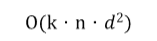 O(k · n · d²)